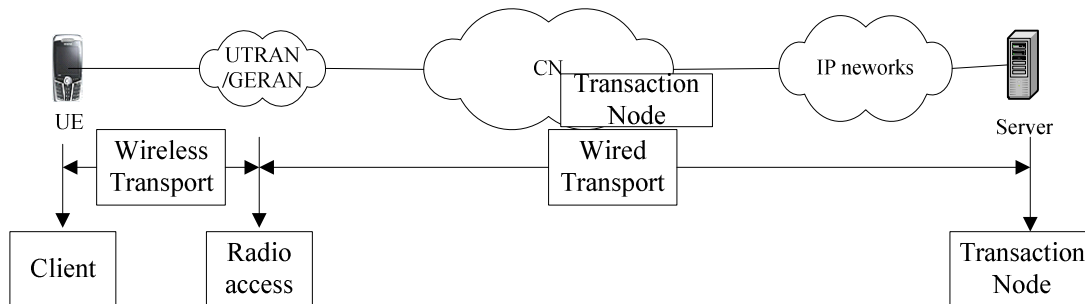 UTRAN
/GERAN
CN
IP neworks
Transaction
Node
UE
Server
Wireless
Transport
Wired
Transport
Client
Radio
access
Transaction
Node